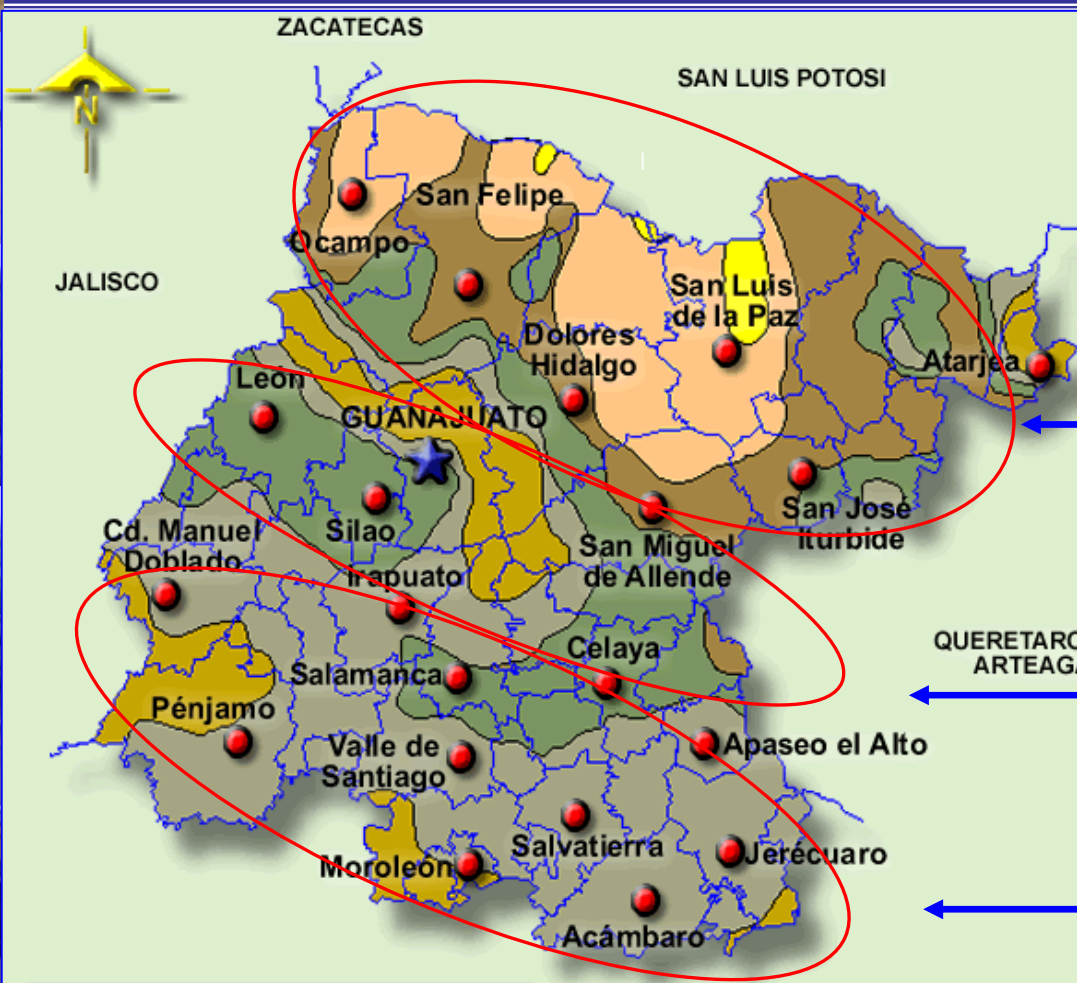 ZACATECAS
SAN LUIS POTOSI
N
San Felipe
Ocampo
JALISCO
San Luis
de la Paz
Dolores
Hidalgo
Atarjea
León
GUANAJUATO
San José
Iturbide
Silao
Cd. Manuel
Doblado
San Miguel
de Allende
Irapuato
Celaya
QUERETARO
ARTEAGA
Salamanca
Pénjamo
Valle de
Santiago
Apaseo el Alto
Salvatierra
Jerécuaro
Moroleón
Acámbaro